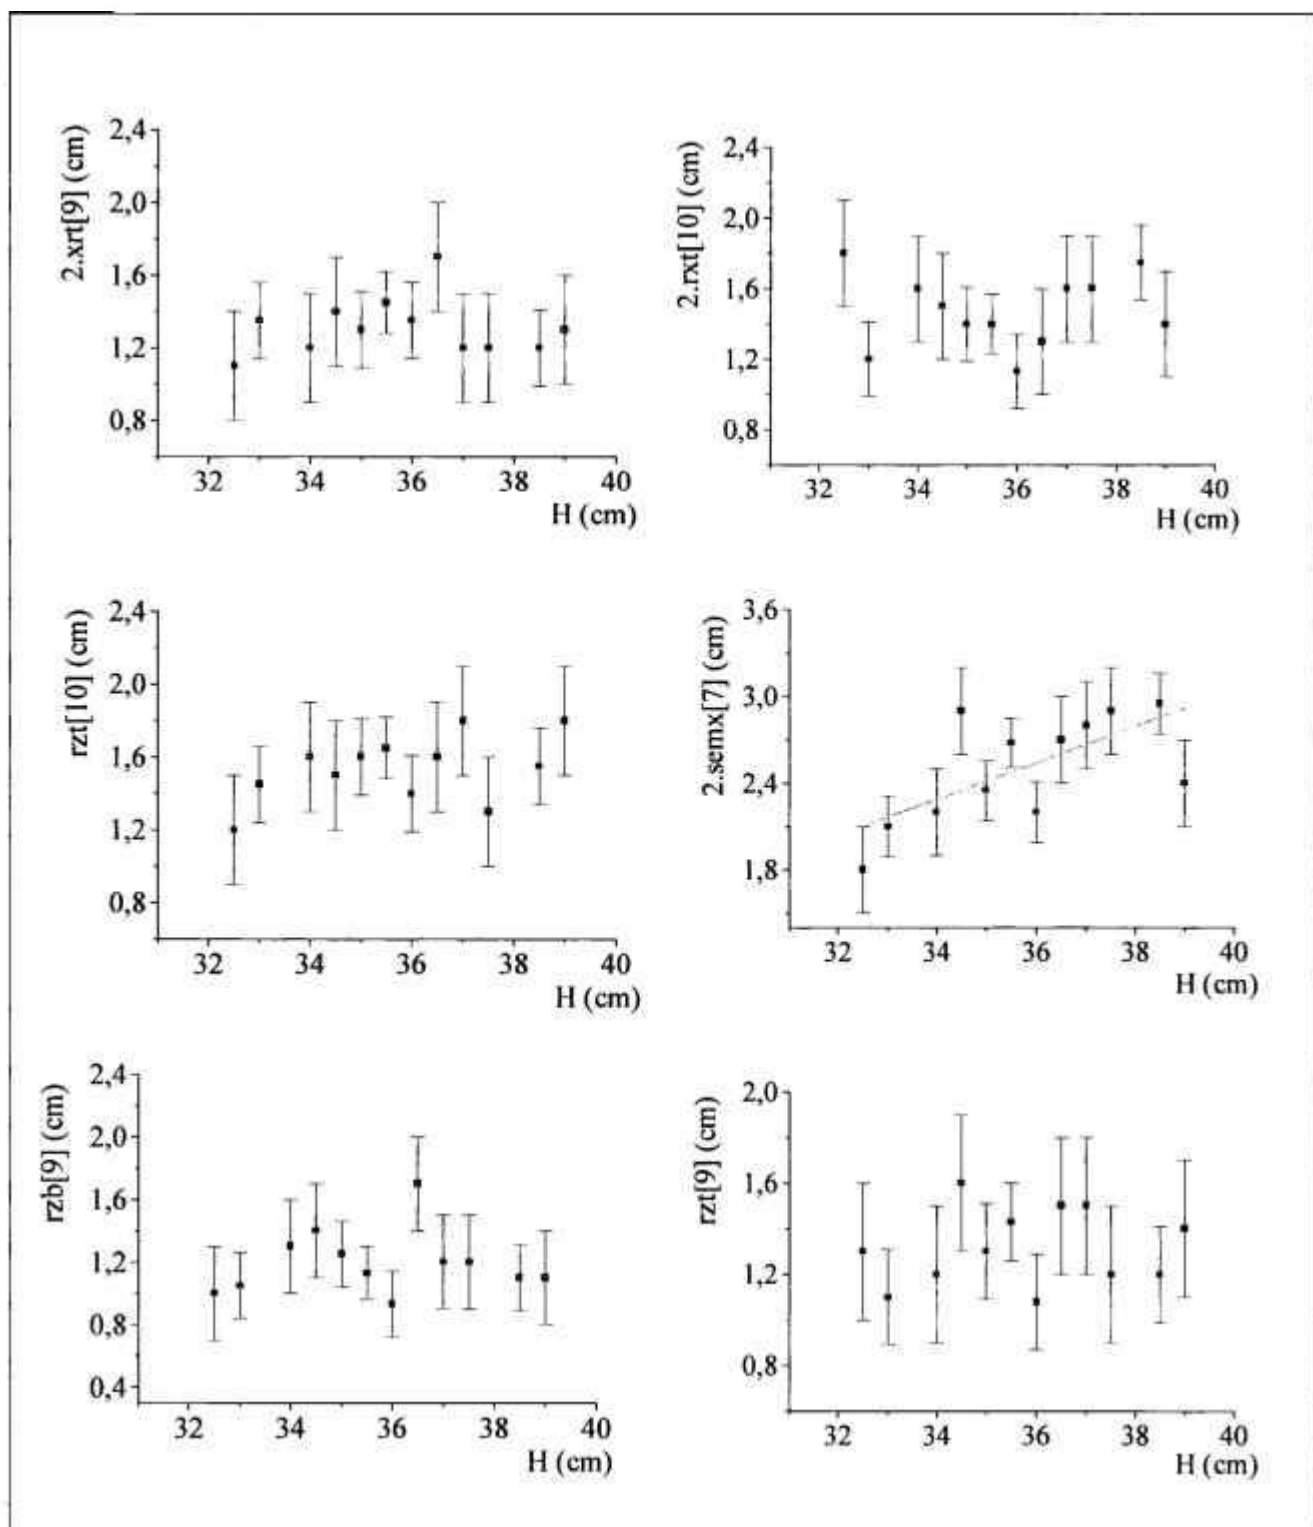 2.xrt[9] (cm)
2,4
2,0
1,6
1,2
0,8
32 34 36 38 40
H (cm)
2.rxt[10] (cm)
2,4
2,0
1,6
1,2
0,8
32 34 36 38 40
H (cm)
rzt[10] (cm)
2,4
2,0
1,6
1,2
0,8
32 34 36 38 40
H (cm)
2.semx[7] (cm)
3,6
3,0
2,4
1,8
32 34 36 38 40
H (cm)
rzb[9] (cm)
2,4
2,0
1,6
1,2
0,8
0.4
32 34 36 38 40
H (cm)
rzt[9] (cm)
2,0
1,6
1,2
0,8
32 34 36 38 40
H (cm)